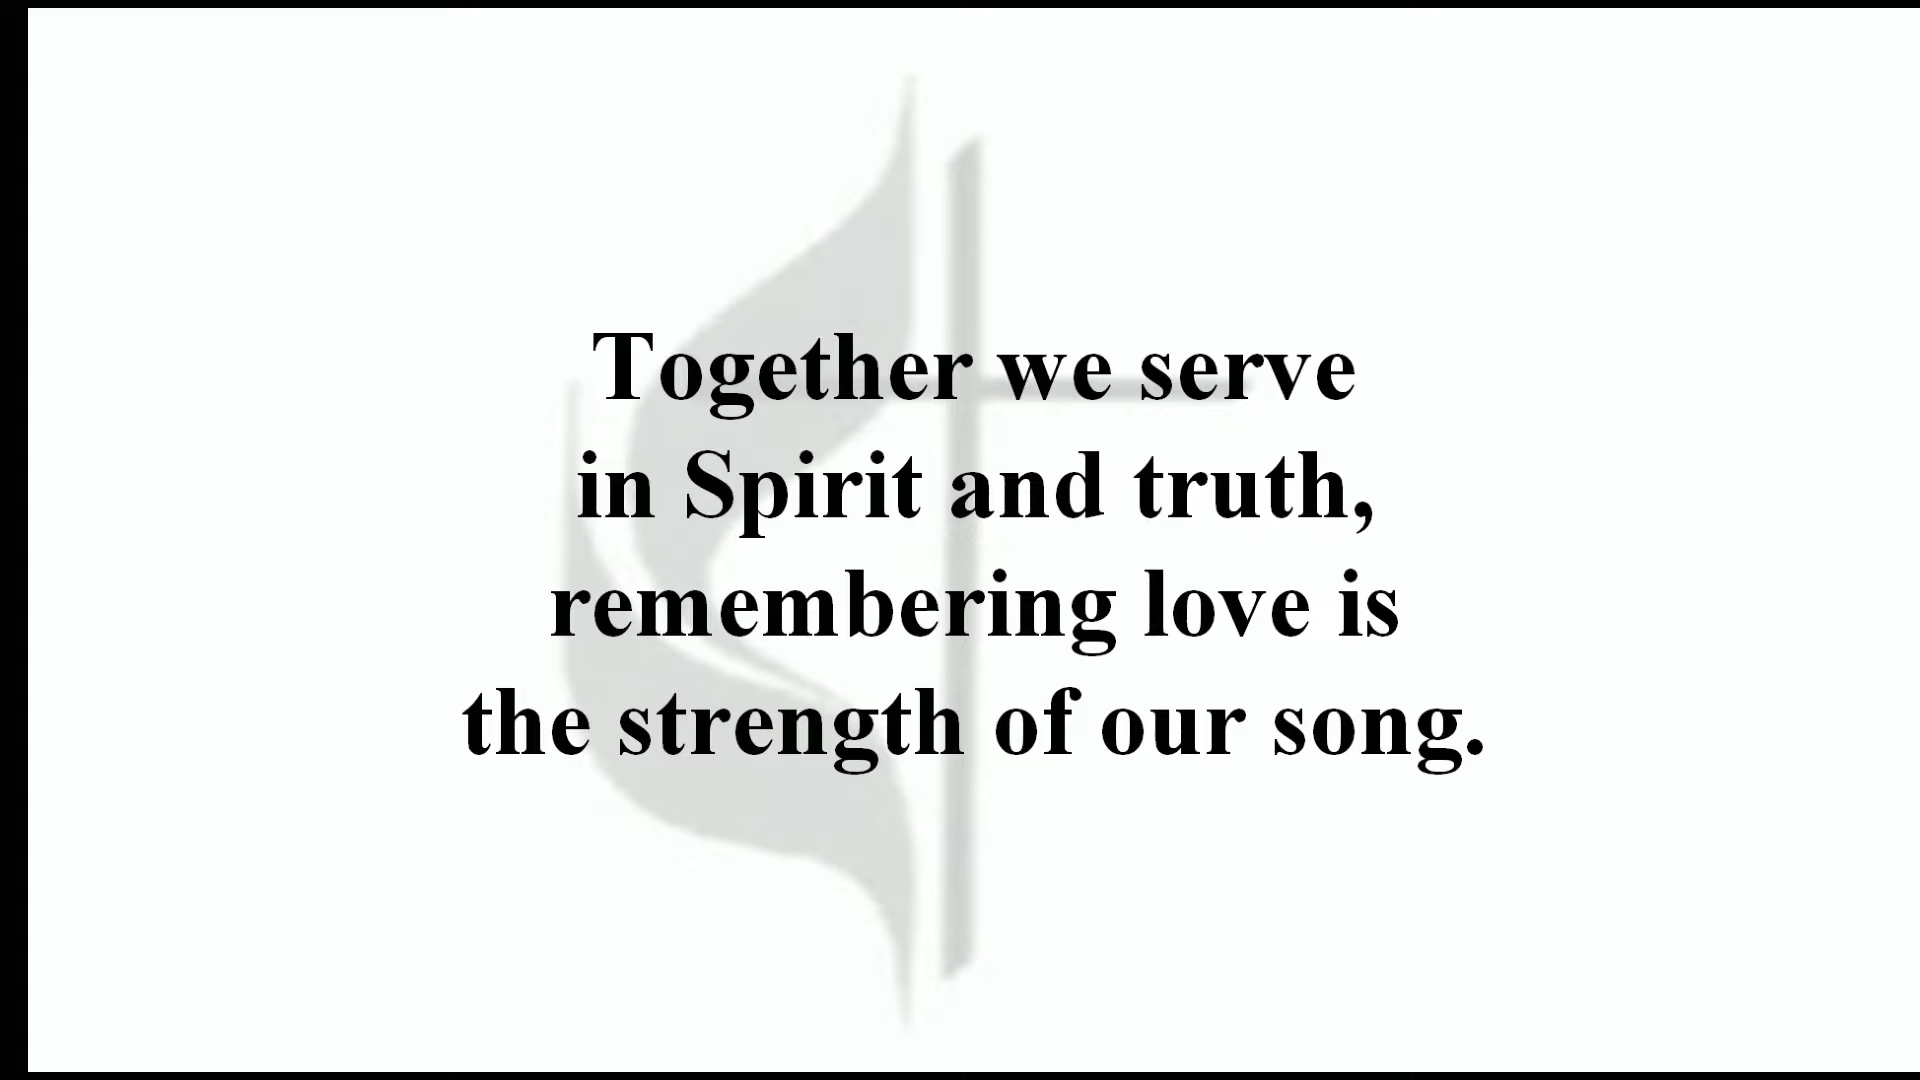 Together we serve
in Spirit and truth,
remembering love is
the strength of our song.